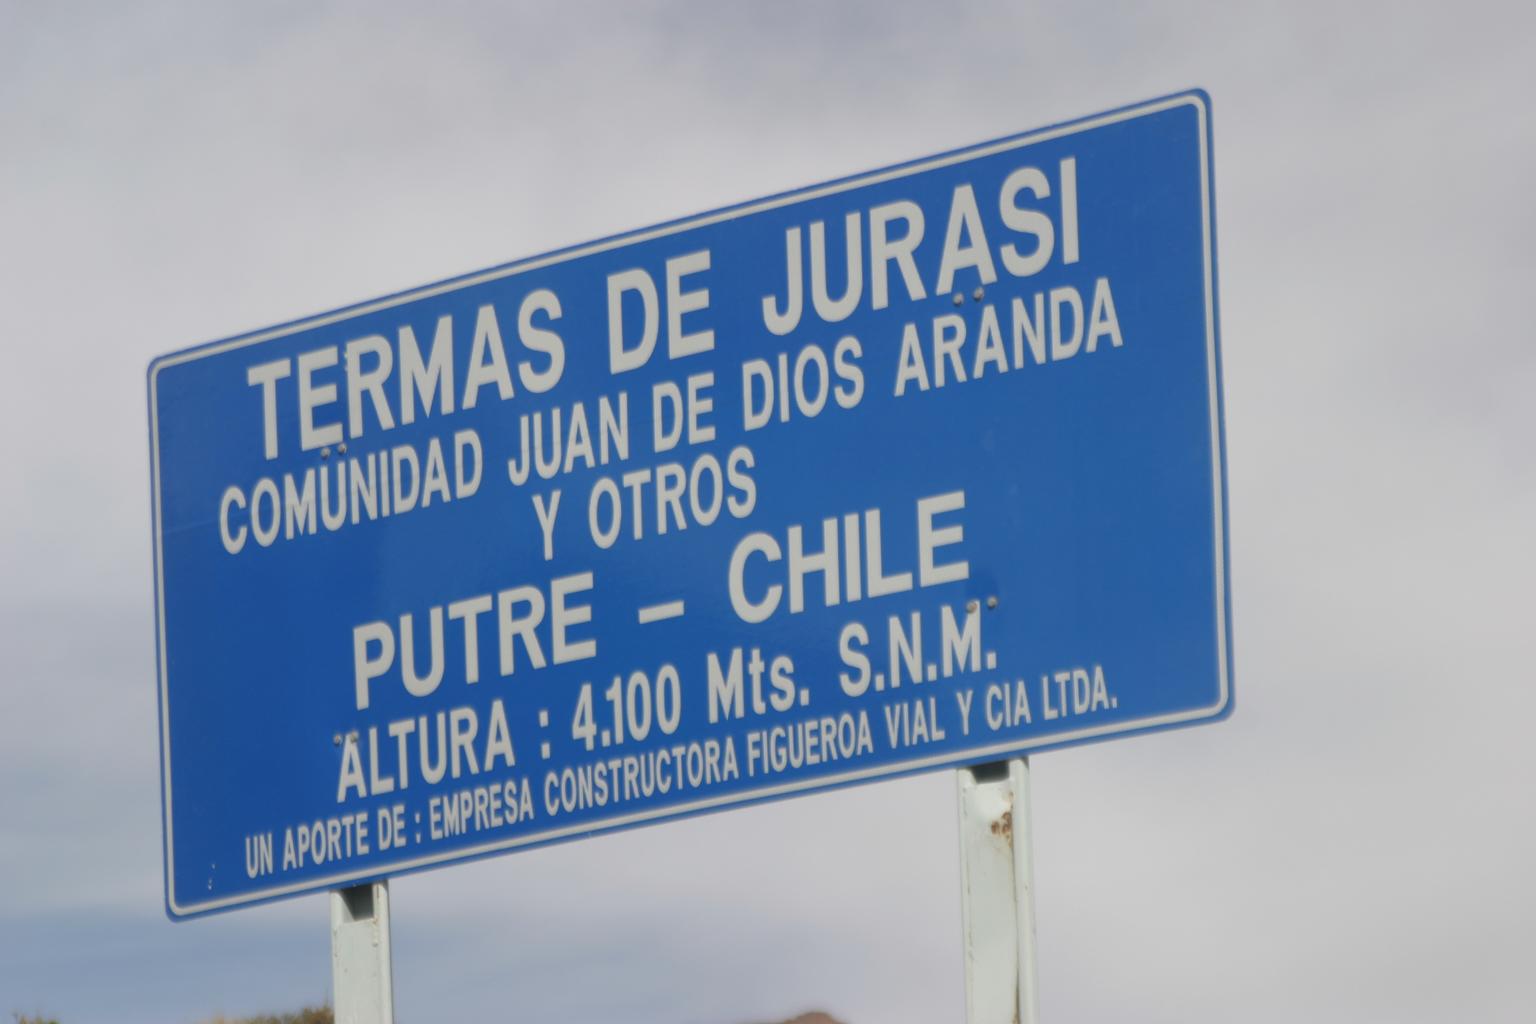 TERMAS DE JURASI
COMUNIDAD JUAN DE DIOS ARANDA
Y OTROS
PUTRE – CHILE
ALTURA : 4.100 Mts. S.N.M.
UN APORTE DE : EMPRESA CONSTRUCTORA FIGUEROA VIAL Y CIA LTDA.